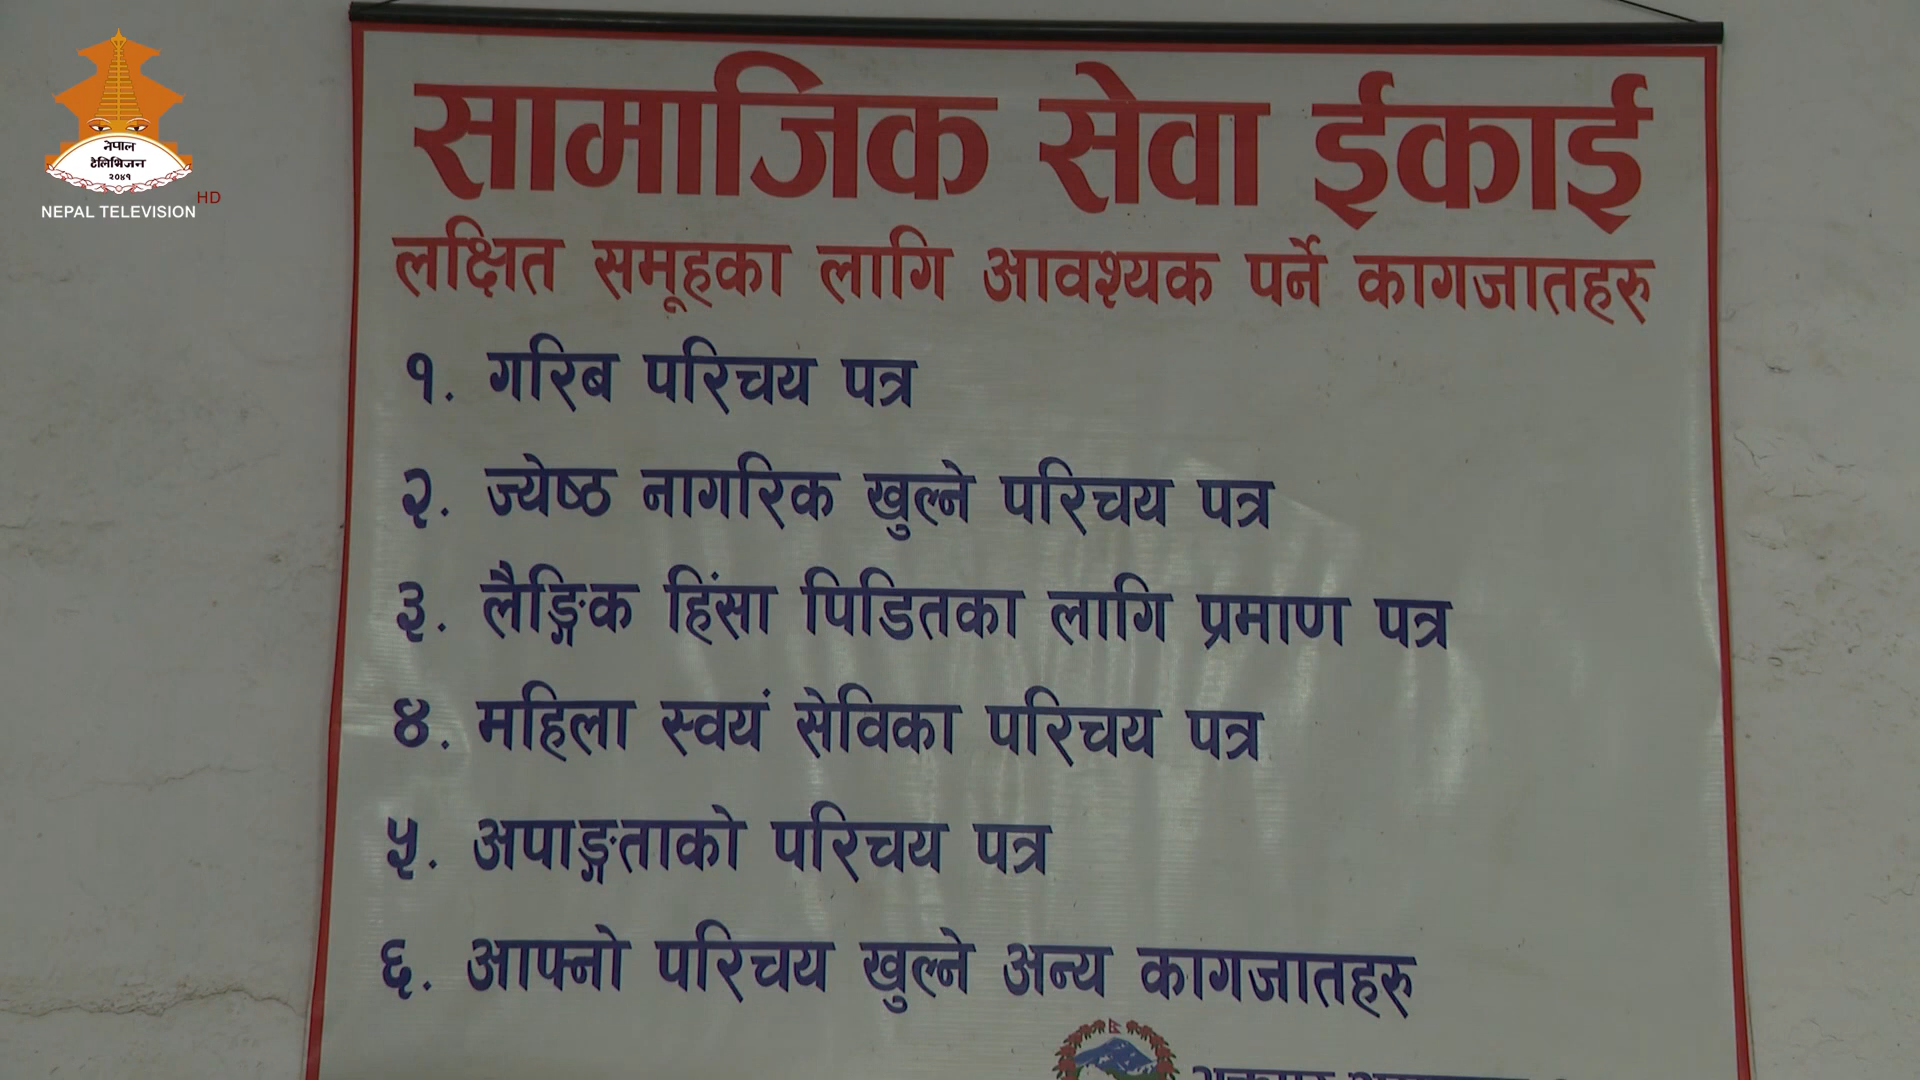 नेपाल
टेलिभिजन
२०४१
NEPAL TELEVISION HD
सामाजिक सेवा ईकाई
लक्षित समूहका लागि आवश्यक पर्ने कागजातहरु
१. गरिब परिचय पत्र
२. ज्येष्ठ नागरिक खुल्ने परिचय पत्र
३. लैङ्गिक हिंसा पिडितका लागि प्रमाण पत्र
४. महिला स्वयं सेविका परिचय पत्र
५. अपाङ्गताको परिचय पत्र
६. आफ्नो परिचय खुल्ने अन्य कागजातहरु